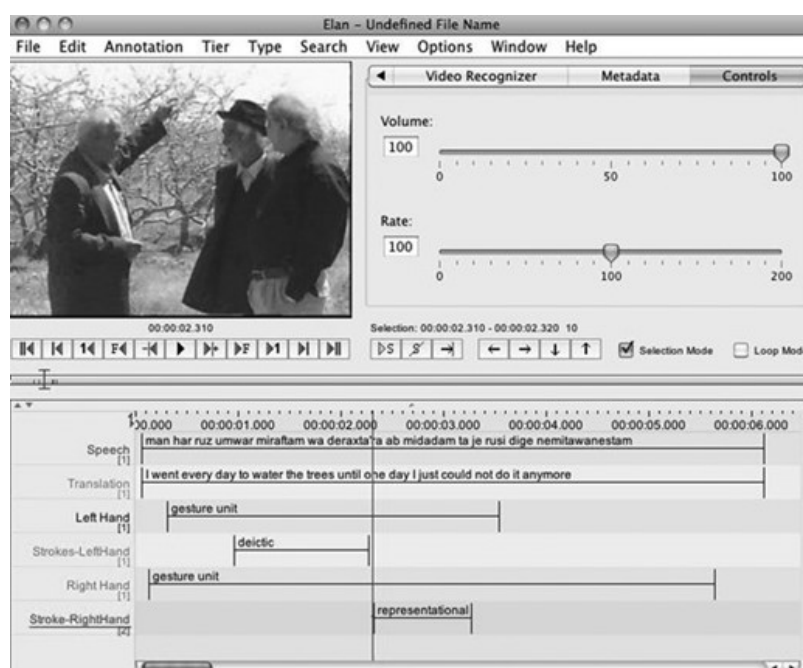 Elan - Undefined File Name
File Edit Annotation Tier Type Search View Options Window Help
Video Recognizer Metadata Controls
Volume:
100
0 50 100
Rate:
100
0 100 200
00:00:02.310
Selection: 00:00:02.310 - 00:00:02.320 10
1 F F 1
S S Selection Mode Loop Mod
00.000 00:00:01.000 00:00:02.000 00:00:03.000 00:00:04.000 00:00:05.000 00:00:06.000
Speech man har ruz umwar miraftam wa deraxta'ra ab midadam ta je rusi dige nemitawanestam
[1]
Translation I went every day to water the trees until one day I just could not do it anymore
[1]
Left Hand gesture unit
[1]
Strokes-LeftHand deictic
[1]
Right Hand gesture unit
[1]
Stroke-RightHand representational
[2]